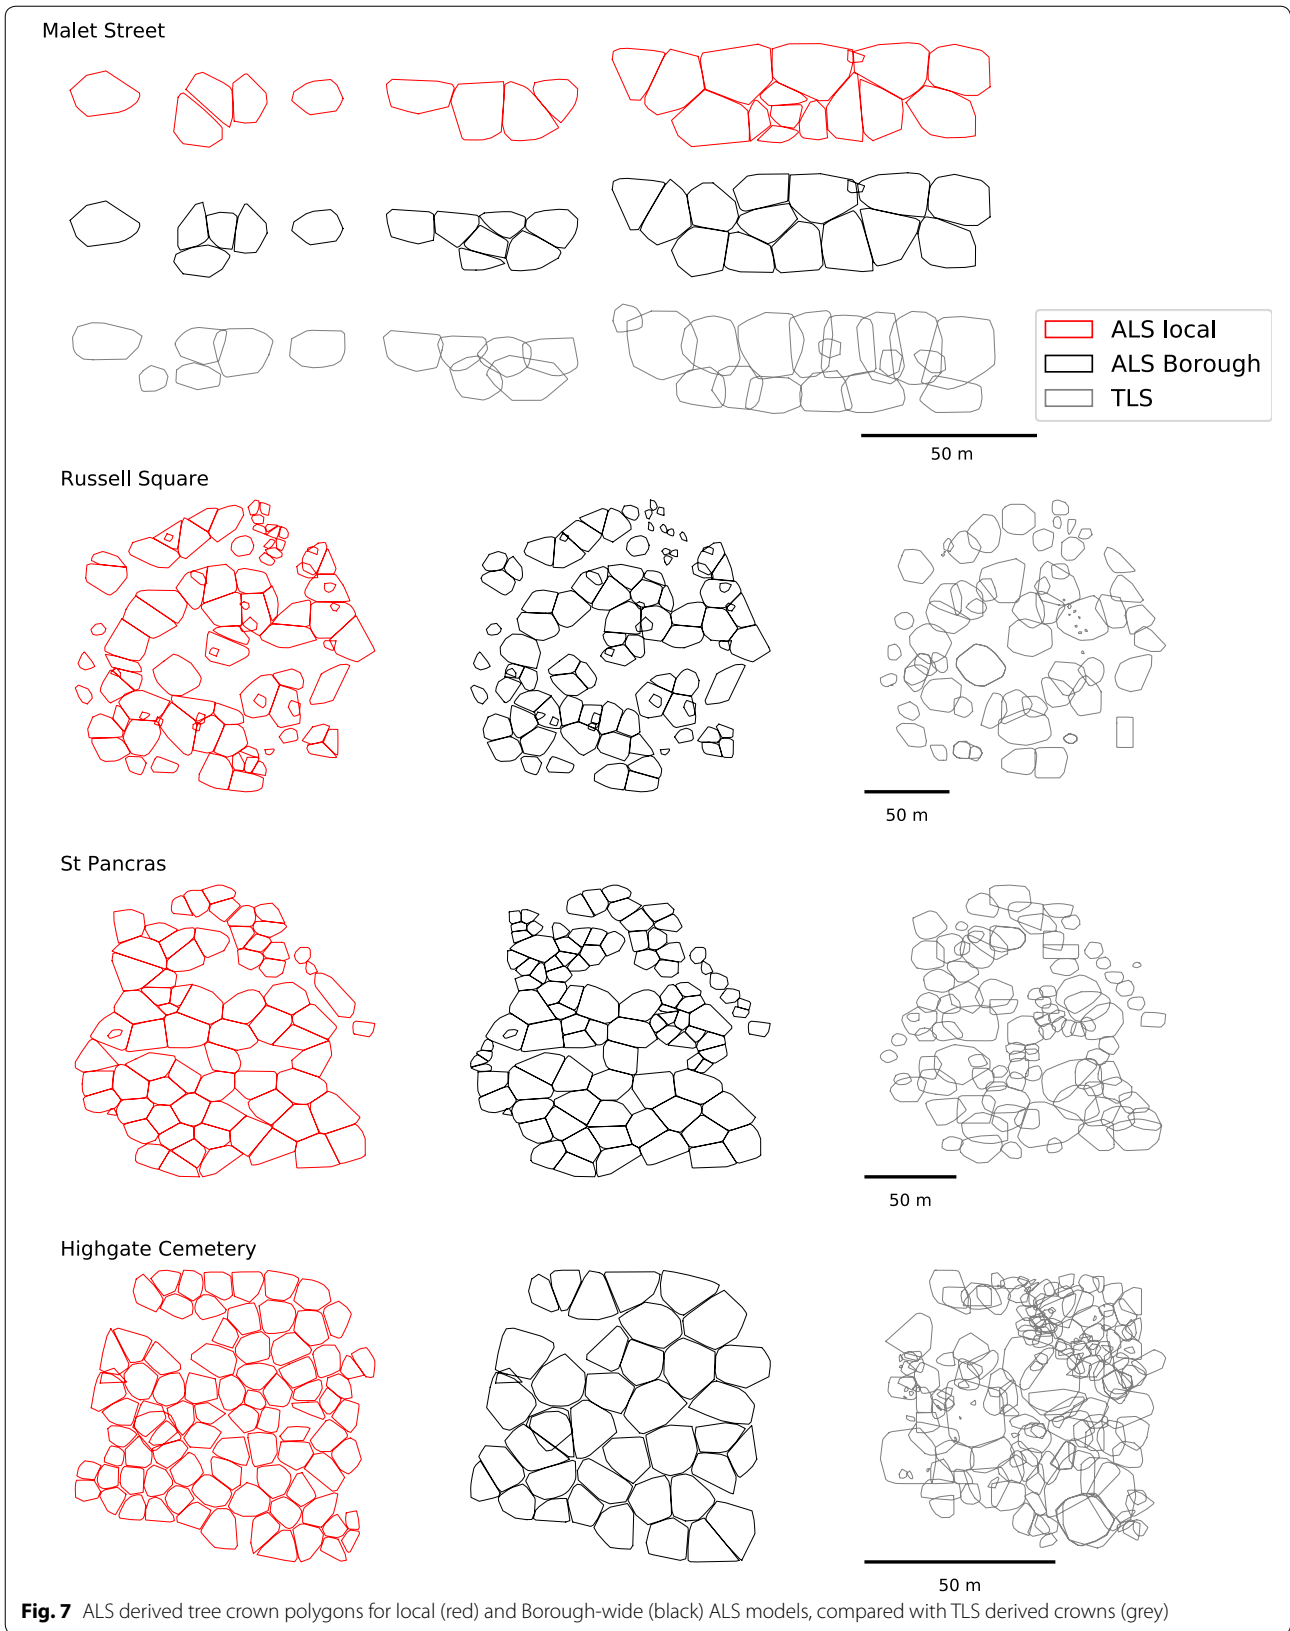 Malet Street
ALS local
ALS Borough
TLS
50 m
Russell Square
50 m
St Pancras
50 m
Highgate Cemetery
50 m
Fig. 7 ALS derived tree crown polygons for local (red) and Borough-wide (black) ALS models, compared with TLS derived crowns (grey)